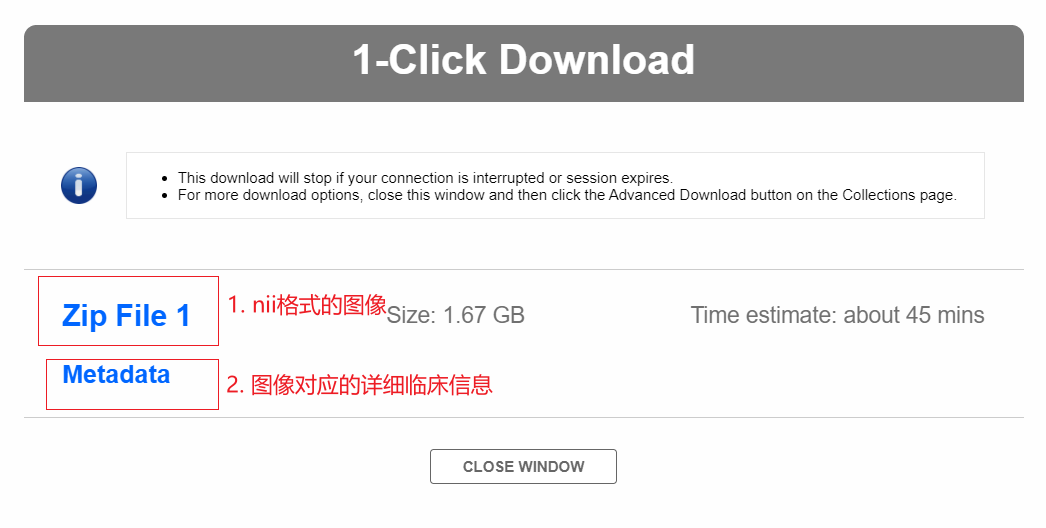 1-Click Download
This download will stop if your connection is interrupted or session expires.
For more download options, close this window and then click the Advanced Download button on the Collections page.
Zip File 1 1. nii格式的图像 Size: 1.67 GB Time estimate: about 45 mins
Metadata 2. 图像对应的详细临床信息
CLOSE WINDOW